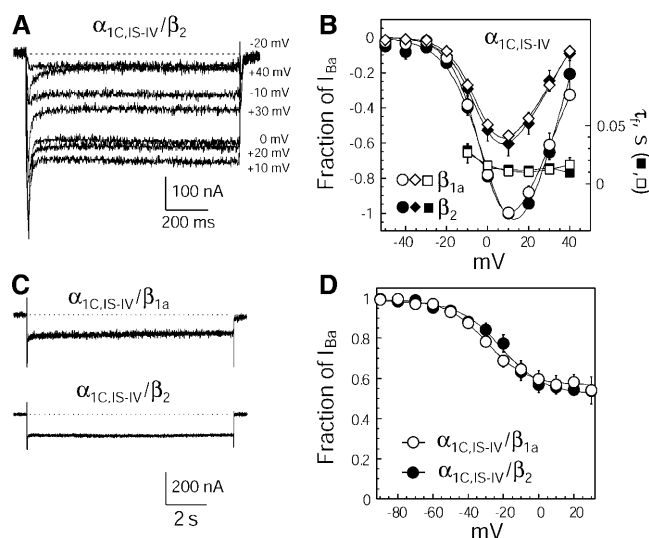 A
α1C,IS-IV/β2
-20 mV
+40 mV
-10 mV
+30 mV
0 mV
+20 mV
+10 mV
100 nA
200 ms
B
α1C,IS-IV
Fraction of IBa
0
-0.2
-0.4
-0.6
-0.8
-1
τf, S (■,□)
0.05
0
β1a
β2
-40 -20 0 20 40
mV
C
α1C,IS-IV/β1a
α1C,IS-IV/β2
200 nA
2 s
D
Fraction of IBa
1
0.8
0.6
0.4
0.2
0
α1C,IS-IV/β1a
α1C,IS-IV/β2
-80 -60 -40 -20 0 20
mV